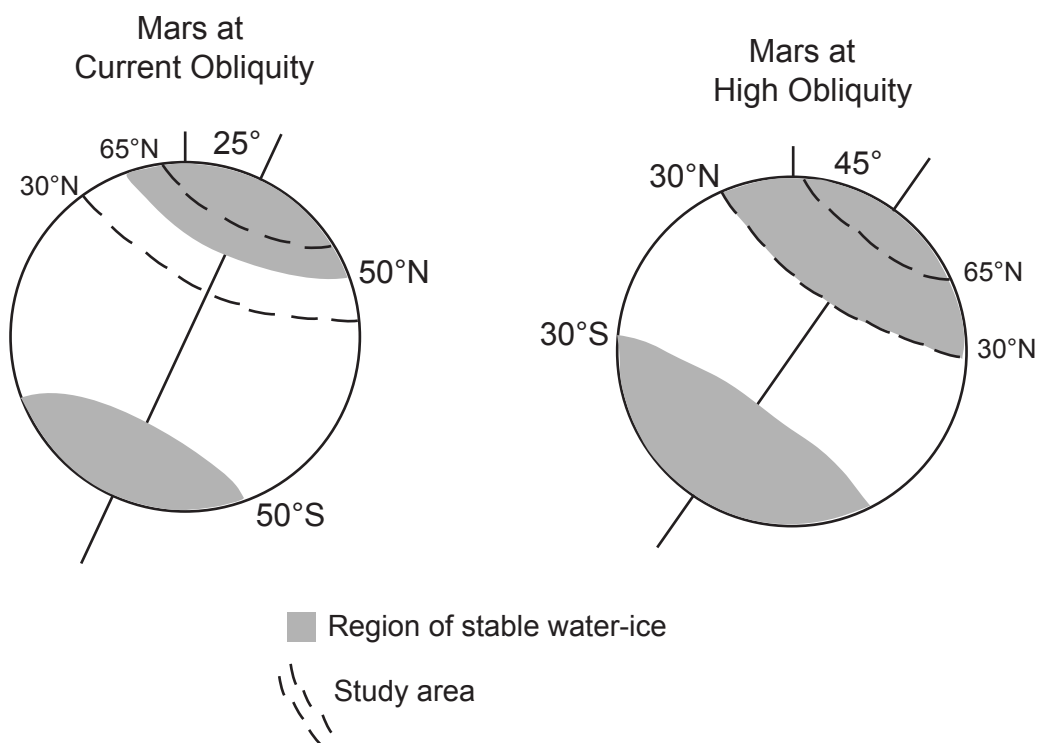 Mars at
Current Obliquity
65°N
25°
30°N
50°N
50°S
Mars at
High Obliquity
30°N
45°
65°N
30°S
30°N
Region of stable water-ice
Study area